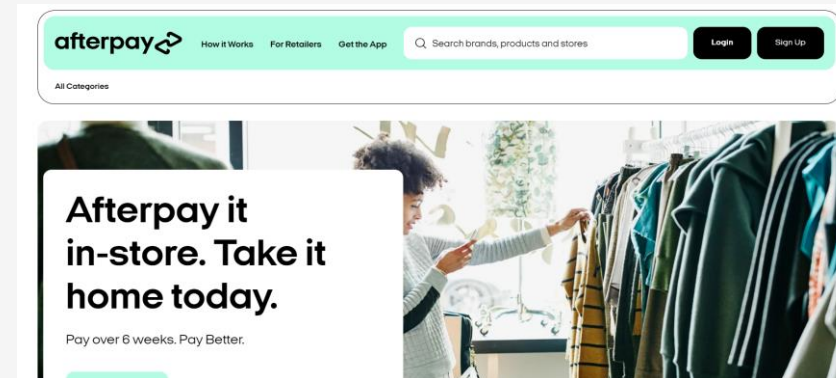 afterpay
How it Works
For Retailers
Get the App
Search brands, products and stores
Login
Sign Up
All Categories
Afterpay it
in-store. Take it
home today.
Pay over 6 weeks. Pay Better.